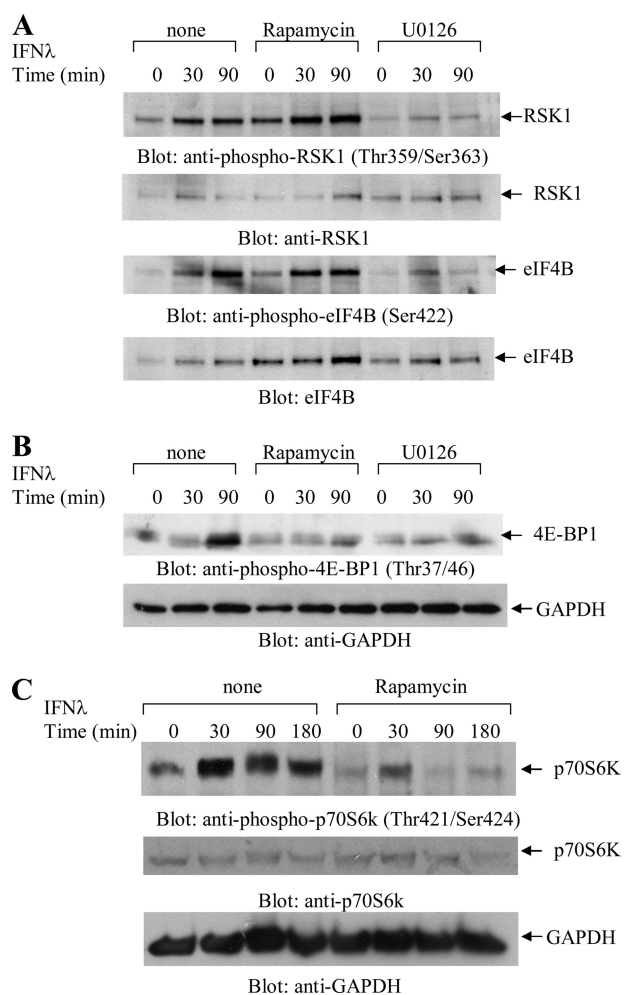 A
none Rapamycin U0126
IFNλ
Time (min) 0 30 90 0 30 90 0 30 90
RSK1
Blot: anti-phospho-RSK1 (Thr359/Ser363)
RSK1
Blot: anti-RSK1
eIF4B
Blot: anti-phospho-eIF4B (Ser422)
eIF4B
Blot: eIF4B
B
none Rapamycin U0126
IFNλ
Time (min) 0 30 90 0 30 90 0 30 90
4E-BP1
Blot: anti-phospho-4E-BP1 (Thr37/46)
GAPDH
Blot: anti-GAPDH
C
none Rapamycin
IFNλ
Time (min) 0 30 90 180 0 30 90 180
p70S6K
Blot: anti-phospho-p70S6k (Thr421/Ser424)
p70S6K
Blot: anti-p70S6k
GAPDH
Blot: anti-GAPDH